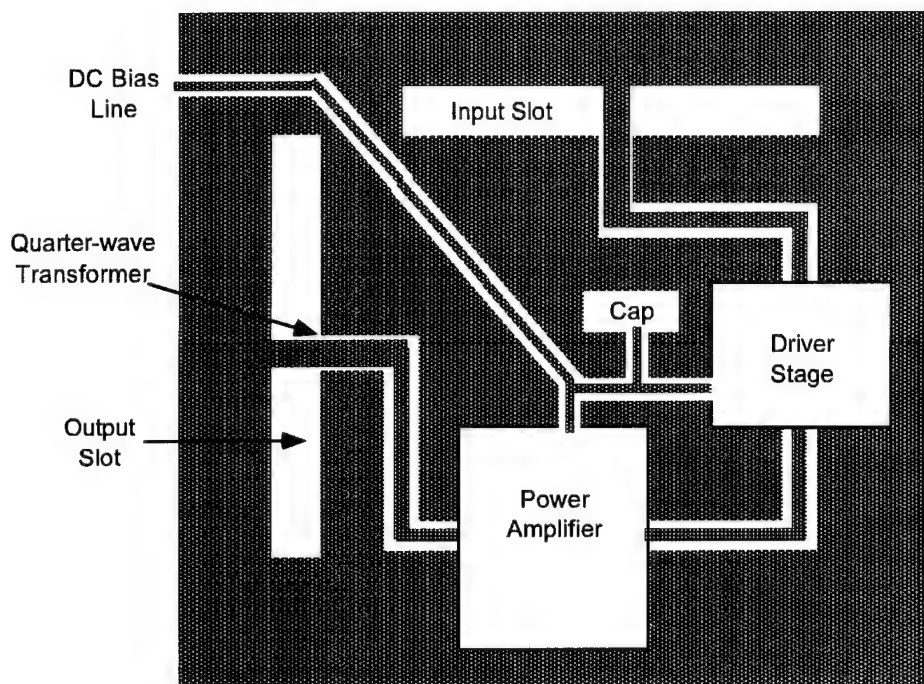 DC Bias
Line
Input Slot
Quarter-wave
Transformer
Cap
Driver
Stage
Output
Slot
Power
Amplifier